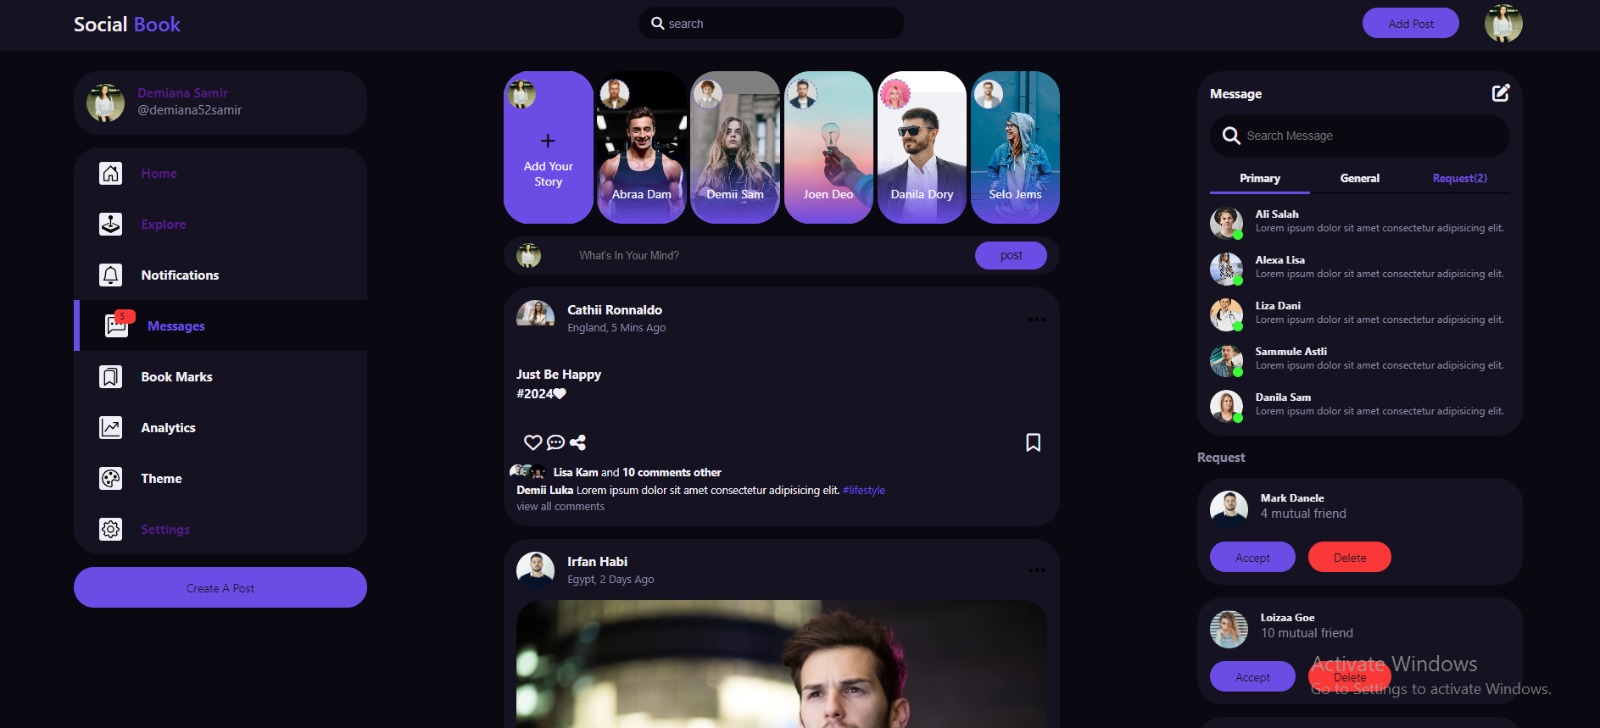 Social Book
search
Add Post
Demiana Samir
@demiana52samir
Home
Explore
Notifications
5
Messages
Book Marks
Analytics
Theme
Settings
Create A Post
Add Your
Story
Abraa Dam
Demii Sam
Joen Deo
Danila Dory
Selo Jems
What's In Your Mind?
post
Cathii Ronnaldo
England, 5 Mins Ago
Just Be Happy
#2024
Lisa Kam and 10 comments other
Demii Luka Lorem ipsum dolor sit amet consectetur adipisicing elit. #lifestyle
view all comments
Irfan Habi
Egypt, 2 Days Ago
Message
Search Message
Primary
General
Request(2)
Ali Salah
Lorem ipsum dolor sit amet consectetur adipisicing elit.
Alexa Lisa
Lorem ipsum dolor sit amet consectetur adipisicing elit.
Liza Dani
Lorem ipsum dolor sit amet consectetur adipisicing elit.
Sammule Astli
Lorem ipsum dolor sit amet consectetur adipisicing elit.
Danila Sam
Lorem ipsum dolor sit amet consectetur adipisicing elit.
Request
Mark Danele
4 mutual friend
Accept
Delete
Loizaa Goe
10 mutual friend
Accept
Delete
Activate Windows
Go to Settings to activate Windows.